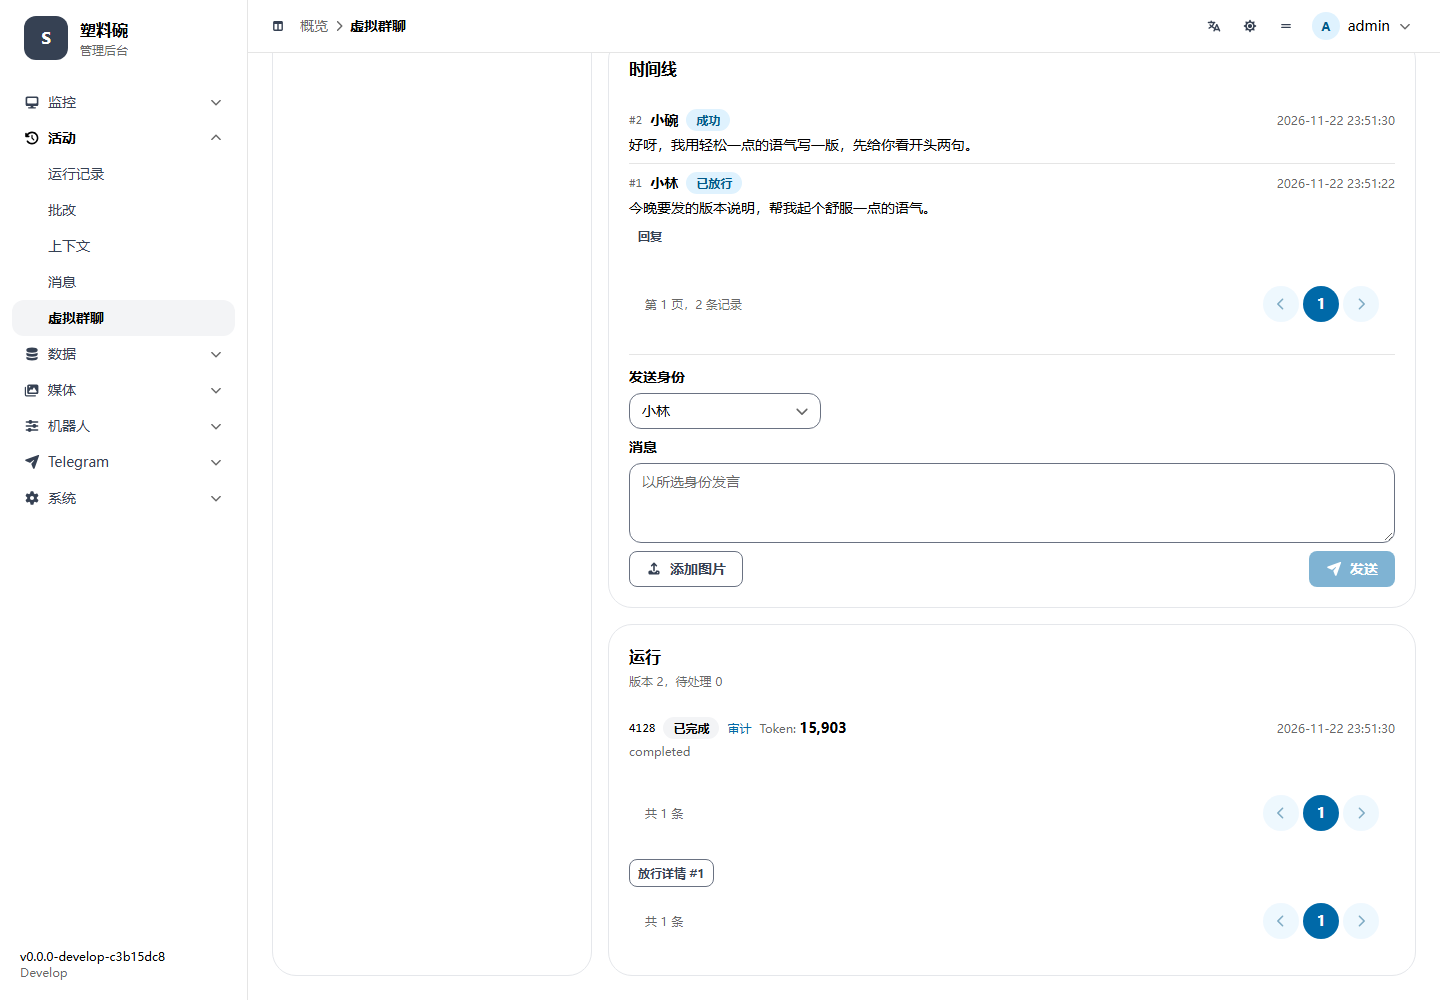 S
塑料碗
管理后台
监控
活动
运行记录
批改
上下文
消息
虚拟群聊
数据
媒体
机器人
Telegram
系统
v0.0.0-develop-c3b15dc8
Develop
概览
虚拟群聊
A
admin
时间线
#2 小碗 成功 2026-11-22 23:51:30
好呀，我用轻松一点的语气写一版，先给你看开头两句。
#1 小林 已放行 2026-11-22 23:51:22
今晚要发的版本说明，帮我起个舒服一点的语气。
回复
第 1 页，2 条记录
1
发送身份
小林
消息
以所选身份发言
添加图片
发送
运行
版本 2，待处理 0
4128 已完成 审计 Token: 15,903 2026-11-22 23:51:30
completed
共 1 条
1
放行详情 #1
共 1 条
1